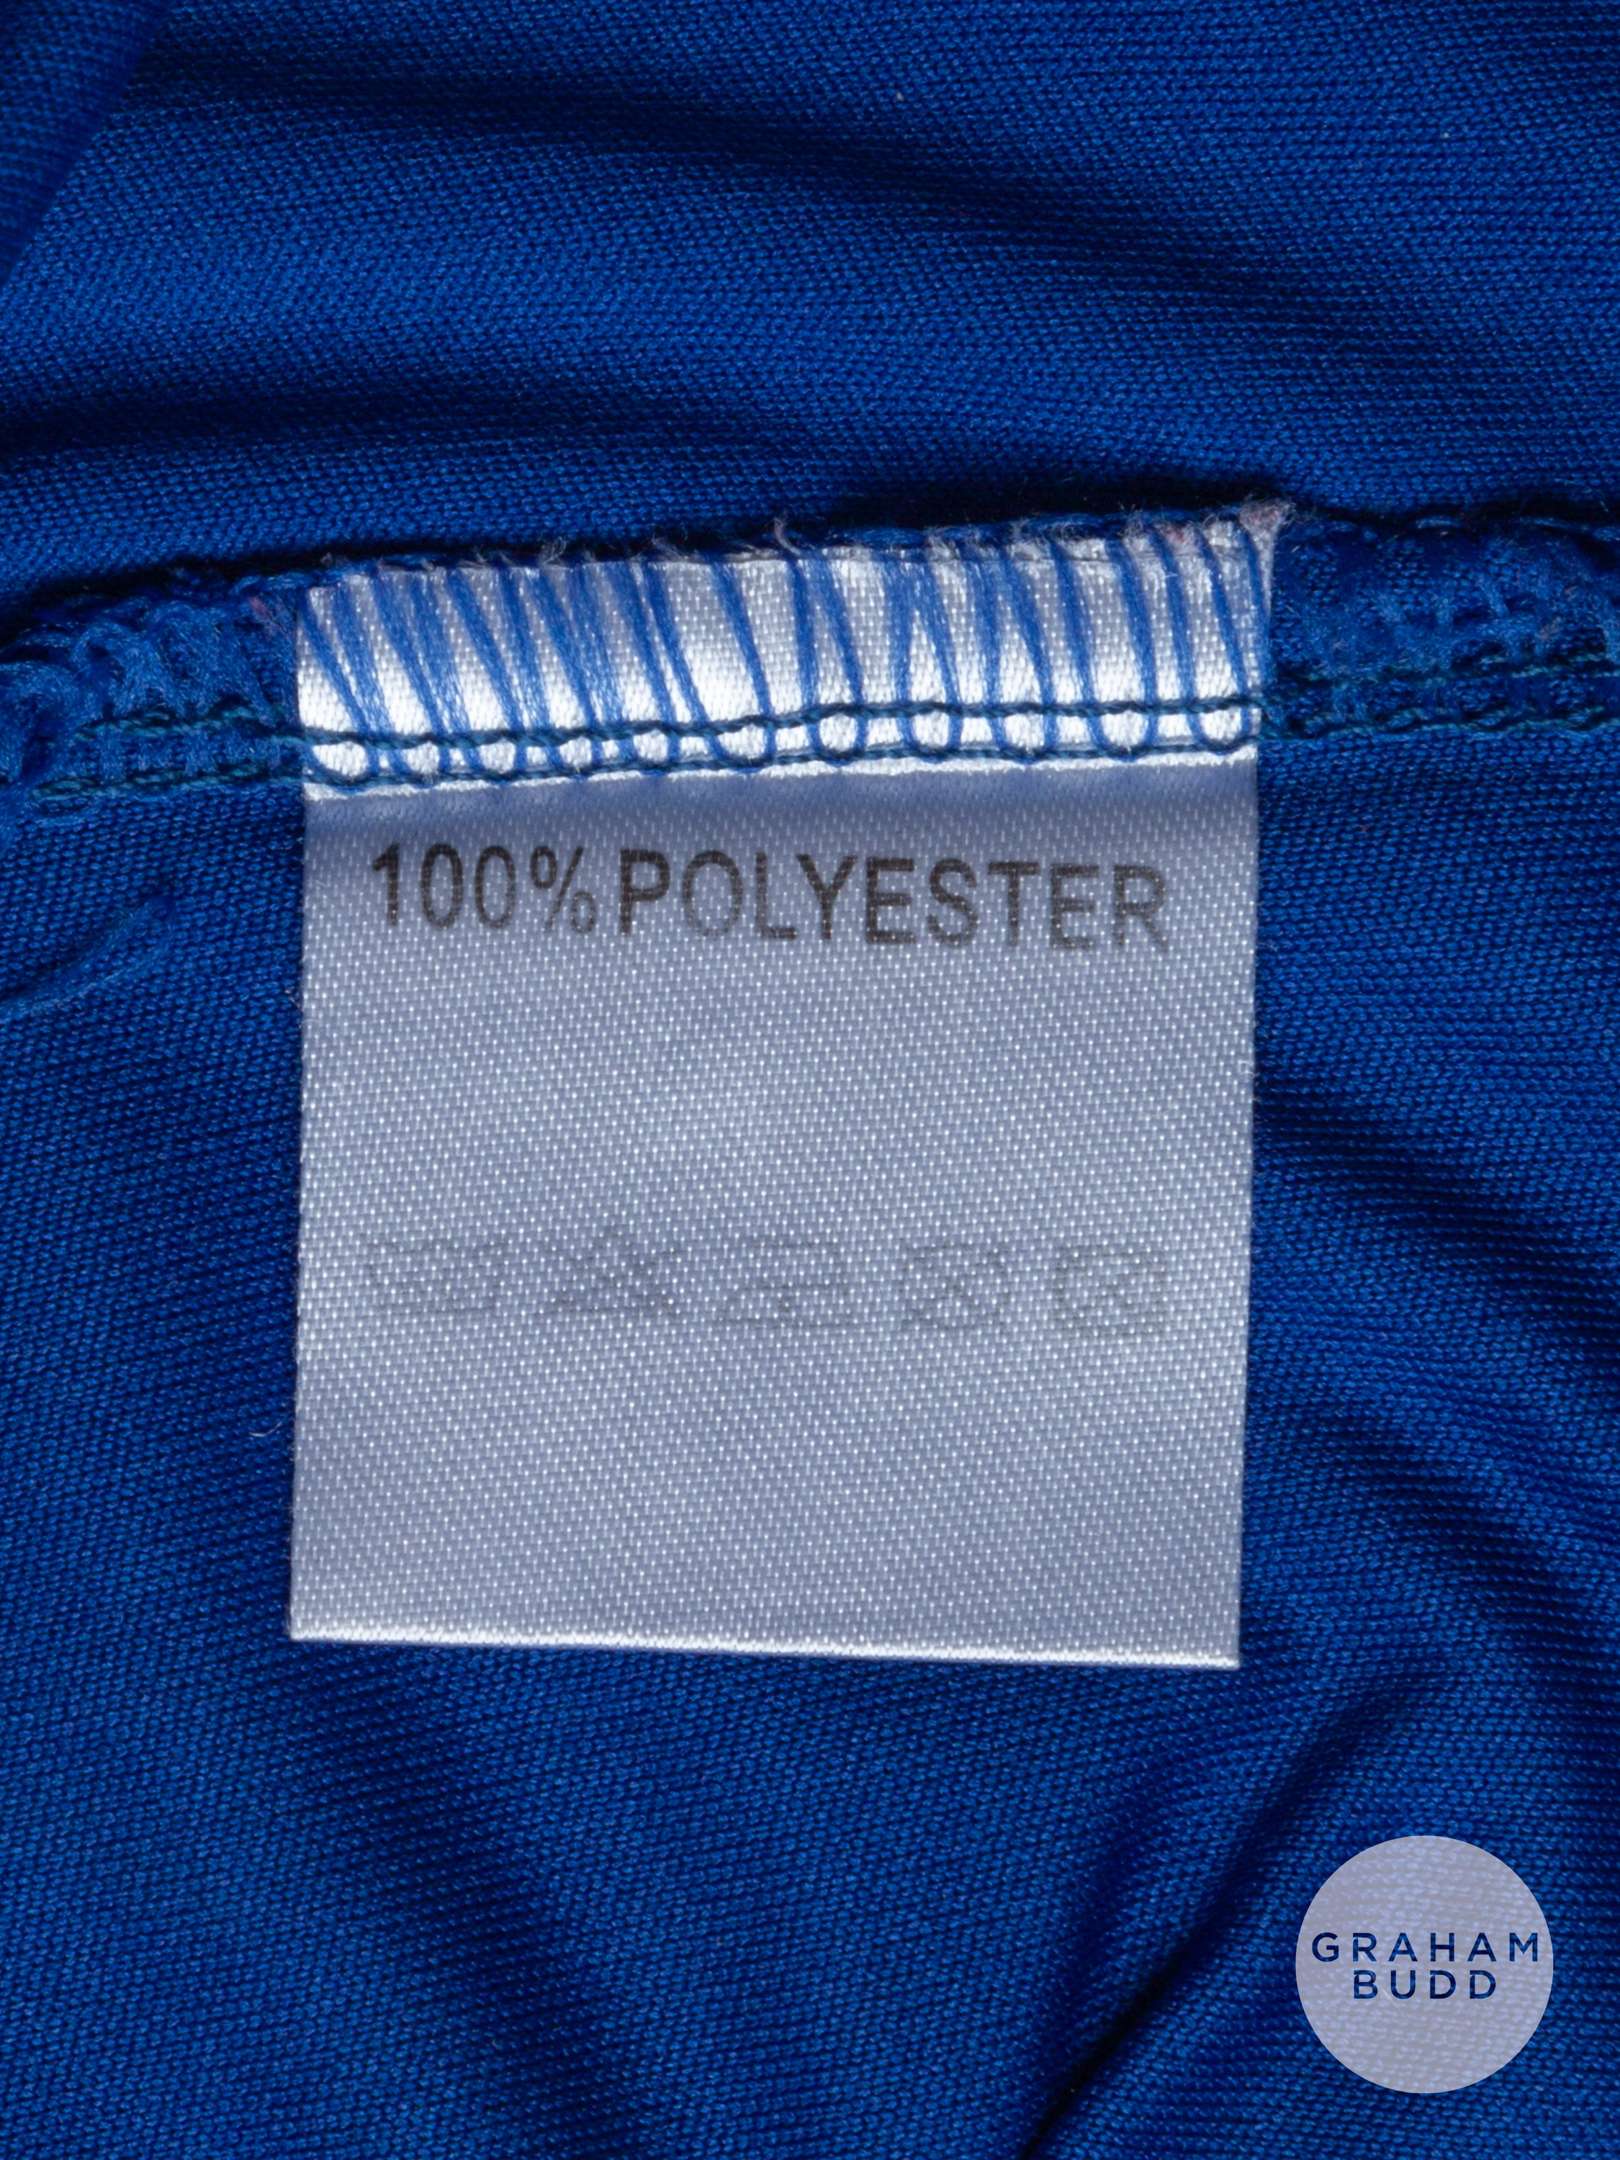 100% POLYESTER
GRAHAM
BUDD